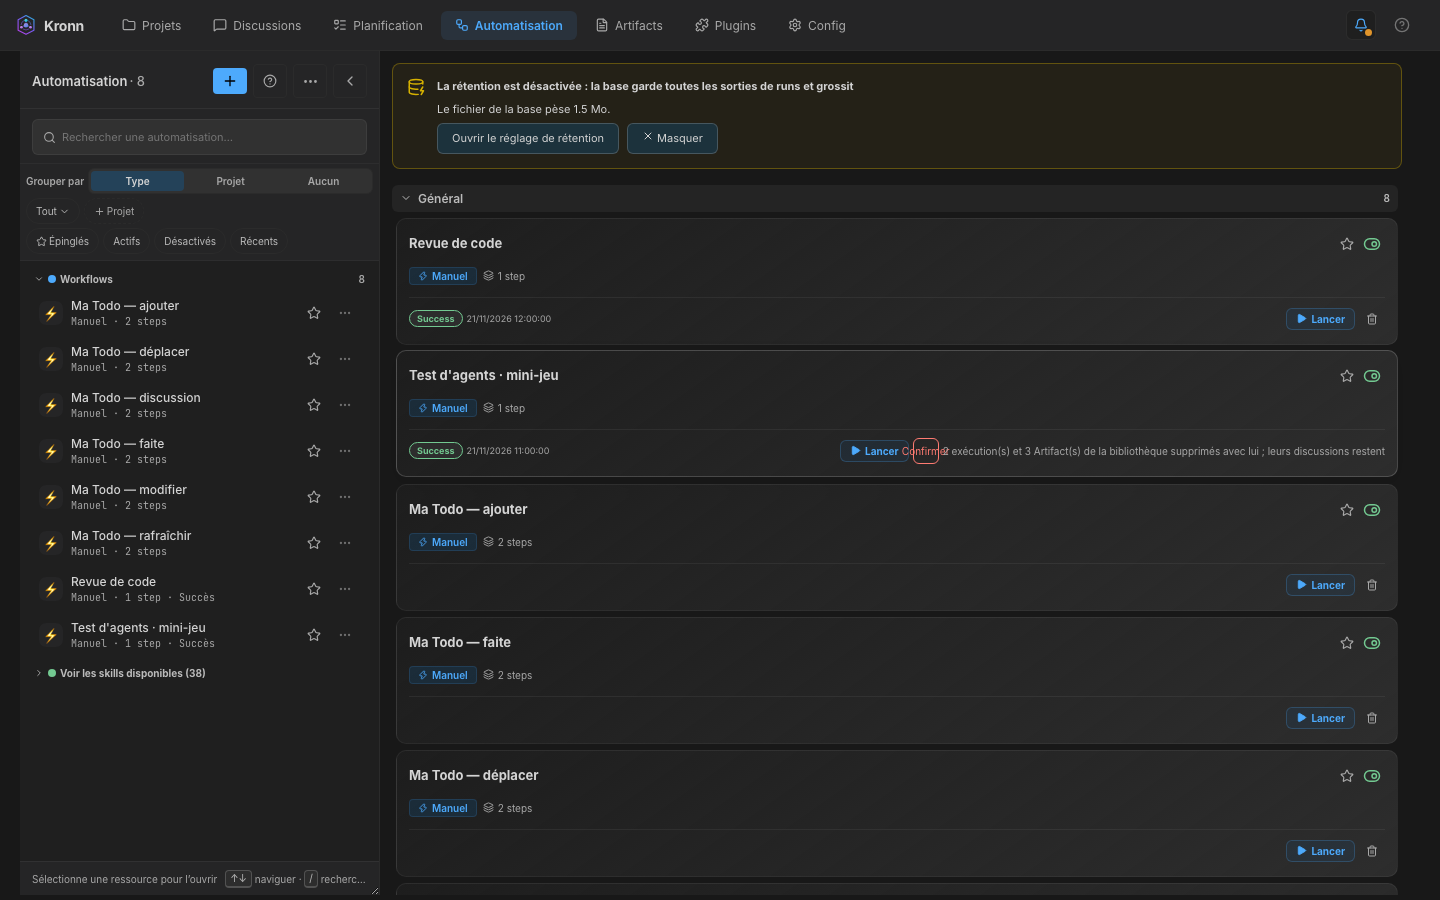 Kronn
Projets
Discussions
Planification
Automatisation
Artifacts
Plugins
Config
Automatisation · 8
Rechercher une automatisation...
Grouper par
Type
Projet
Aucun
Tout
+ Projet
Épinglés
Actifs
Désactivés
Récents
Workflows
8
Ma Todo — ajouter
Manuel · 2 steps
Ma Todo — déplacer
Manuel · 2 steps
Ma Todo — discussion
Manuel · 2 steps
Ma Todo — faite
Manuel · 2 steps
Ma Todo — modifier
Manuel · 2 steps
Ma Todo — rafraîchir
Manuel · 2 steps
Revue de code
Manuel · 1 step · Succès
Test d'agents · mini-jeu
Manuel · 1 step · Succès
Voir les skills disponibles (38)
Sélectionne une ressource pour l'ouvrir ↑↓ naviguer · / recherc...
La rétention est désactivée : la base garde toutes les sorties de runs et grossit
Le fichier de la base pèse 1.5 Mo.
Ouvrir le réglage de rétention
× Masquer
Général
8
Revue de code
Manuel
1 step
Success 21/11/2026 12:00:00
Lancer
Test d'agents · mini-jeu
Manuel
1 step
Success 21/11/2026 11:00:00
Lancer
Confirmer
2 exécution(s) et 3 Artifact(s) de la bibliothèque supprimés avec lui ; leurs discussions restent
Ma Todo — ajouter
Manuel
2 steps
Lancer
Ma Todo — faite
Manuel
2 steps
Lancer
Ma Todo — déplacer
Manuel
2 steps
Lancer